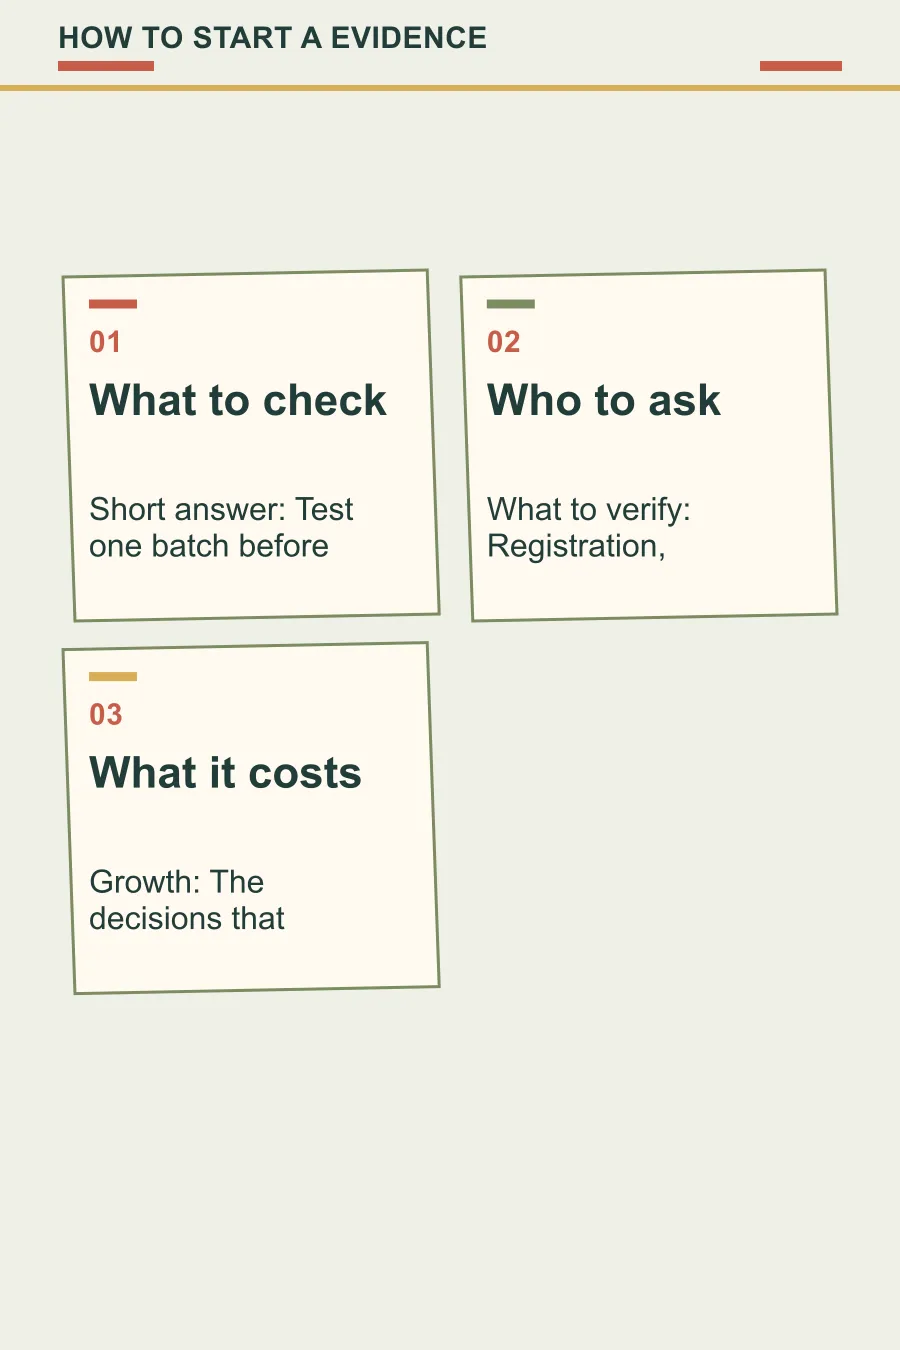 HOW TO START A EVIDENCE
01
What to check
Short answer: Test
one batch before
02
Who to ask
What to verify:
Registration,
03
What it costs
Growth: The
decisions that